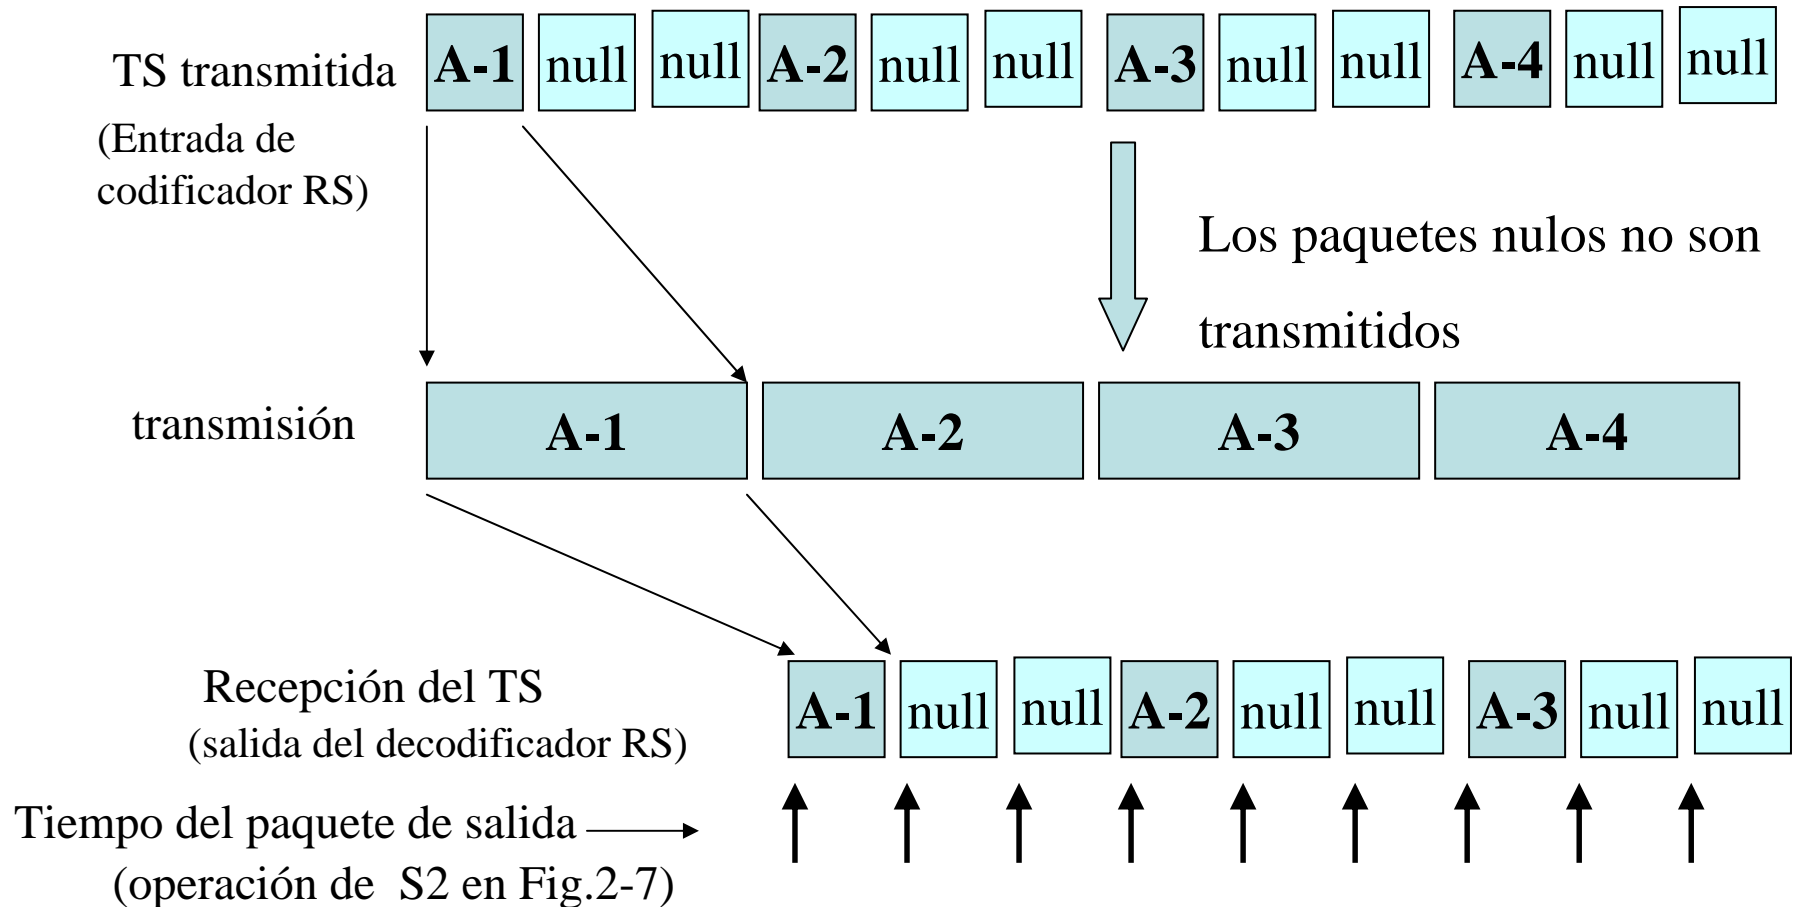 TS transmitida
(Entrada de
codificador RS)
A-1 null null A-2 null null A-3 null null A-4 null null
Los paquetes nulos no son
transmitidos
transmisión
A-1 A-2 A-3 A-4
Recepción del TS
(salida del decodificador RS)
A-1 null null A-2 null null A-3 null null
Tiempo del paquete de salida
(operación de S2 en Fig.2-7)